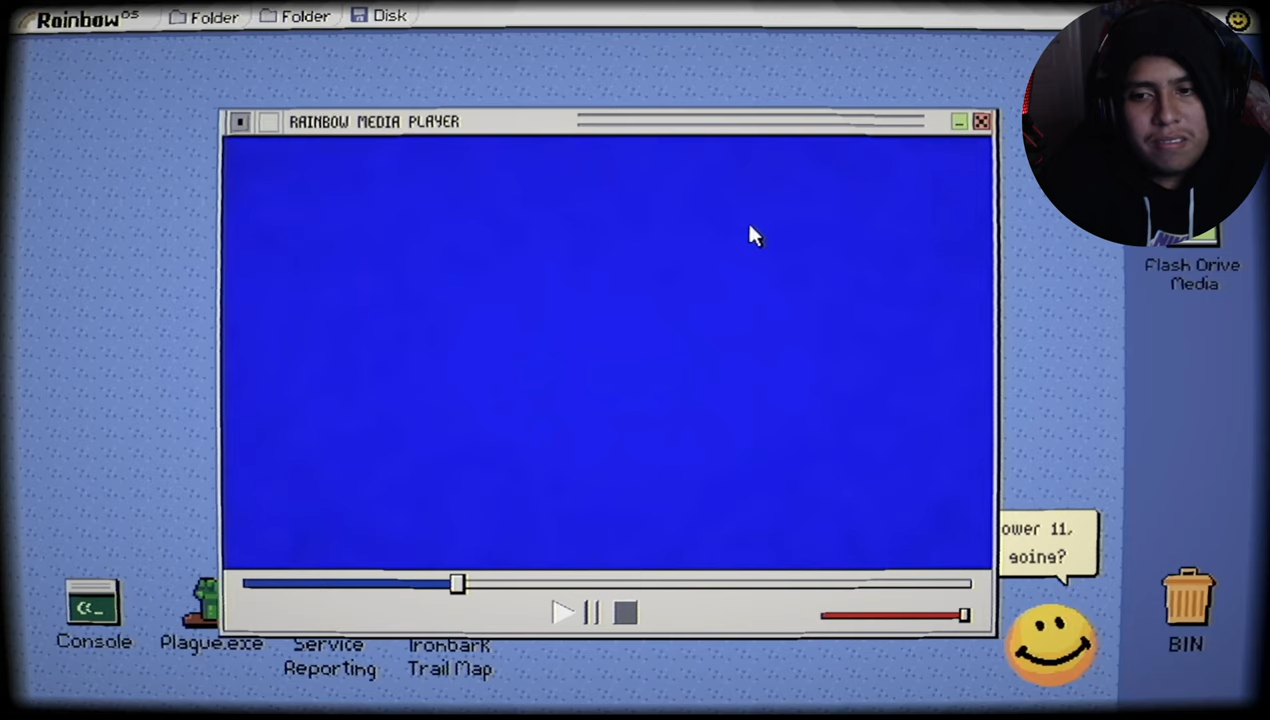 Rainbow OS
Folder
Folder
Disk
RAINBOW MEDIA PLAYER
Flash Drive
Media
11,
going?
Console
Plague.exe
Service
Reporting
Ironbark
Trail Map
BIN